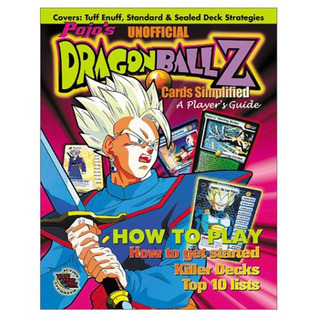 Covers: Tuff Enuff, Standard & Sealed Deck Strategies
Pojo's
UNOFFICIAL
DRAGON BALL Z
Cards Simplified
A Player's Guide
HOW TO PLAY
How to get started
Killer Decks
Top 10 lists